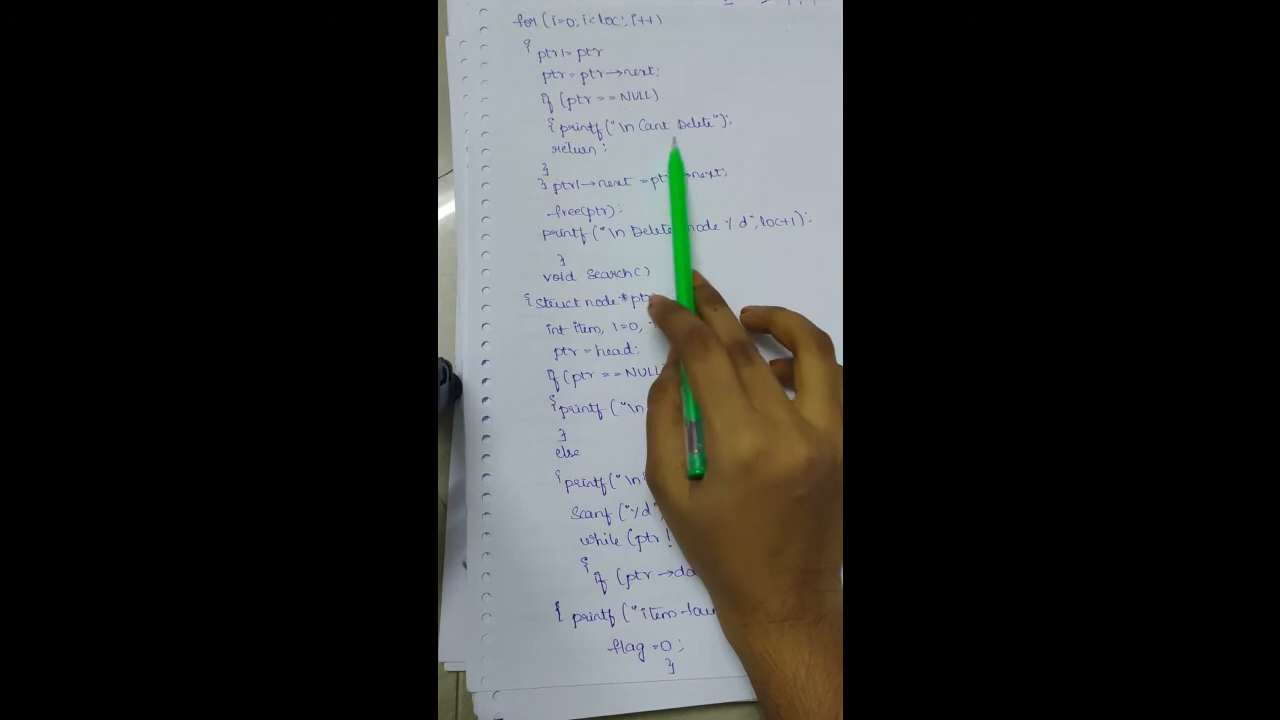 for (i=0; i<loc; i++)
{ ptr1= ptr
ptr = ptr→next;
if (ptr == NULL)
{ printf("\n Cant Delete");
return;
}
} ptr1→next = →next;
free(ptr);
printf("\n node %d", loc+1);
}
void search()
{ struct node *ptr
int item, i=0,
ptr = head;
if (ptr == NULL
{ printf ("\n
}
else
{ printf ("\n
scanf ("%d"
while (ptr !
{
if (ptr →da
{ printf ("item
flag =0;
}